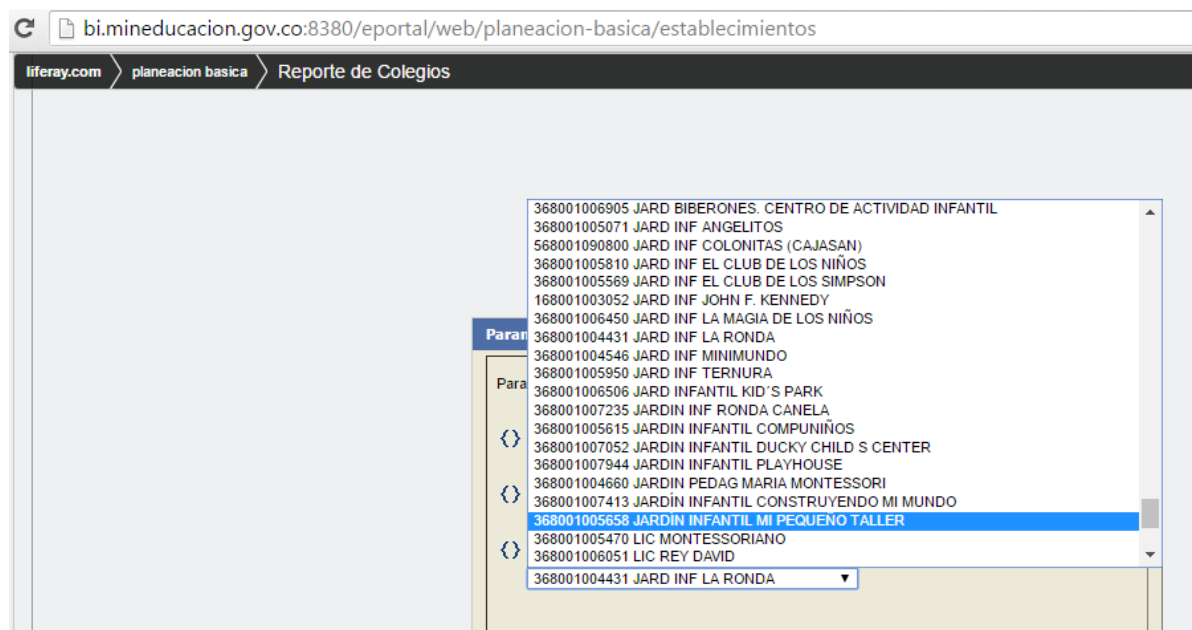 bi.mineducacion.gov.co:8380/eportal/web/planeacion-basica/establecimientos
liferay.com planeacion basica Reporte de Colegios
368001006905 JARD BIBERONES. CENTRO DE ACTIVIDAD INFANTIL
368001005071 JARD INF ANGELITOS
568001090800 JARD INF COLONITAS (CAJASAN)
368001005810 JARD INF EL CLUB DE LOS NIÑOS
368001005569 JARD INF EL CLUB DE LOS SIMPSON
168001003052 JARD INF JOHN F. KENNEDY
368001006450 JARD INF LA MAGIA DE LOS NIÑOS
Param
368001004431 JARD INF LA RONDA
368001004546 JARD INF MINIMUNDO
368001005950 JARD INF TERNURA
Para
368001006506 JARD INFANTIL KID´S PARK
368001007235 JARDIN INF RONDA CANELA
368001005615 JARDIN INFANTIL COMPUNIÑOS
{}
368001007052 JARDIN INFANTIL DUCKY CHILD S CENTER
368001007944 JARDIN INFANTIL PLAYHOUSE
368001004660 JARDIN PEDAG MARIA MONTESSORI
{}
368001007413 JARDÍN INFANTIL CONSTRUYENDO MI MUNDO
368001005658 JARDÍN INFANTIL MI PEQUEÑO TALLER
368001005470 LIC MONTESSORIANO
{}
368001006051 LIC REY DAVID
368001004431 JARD INF LA RONDA